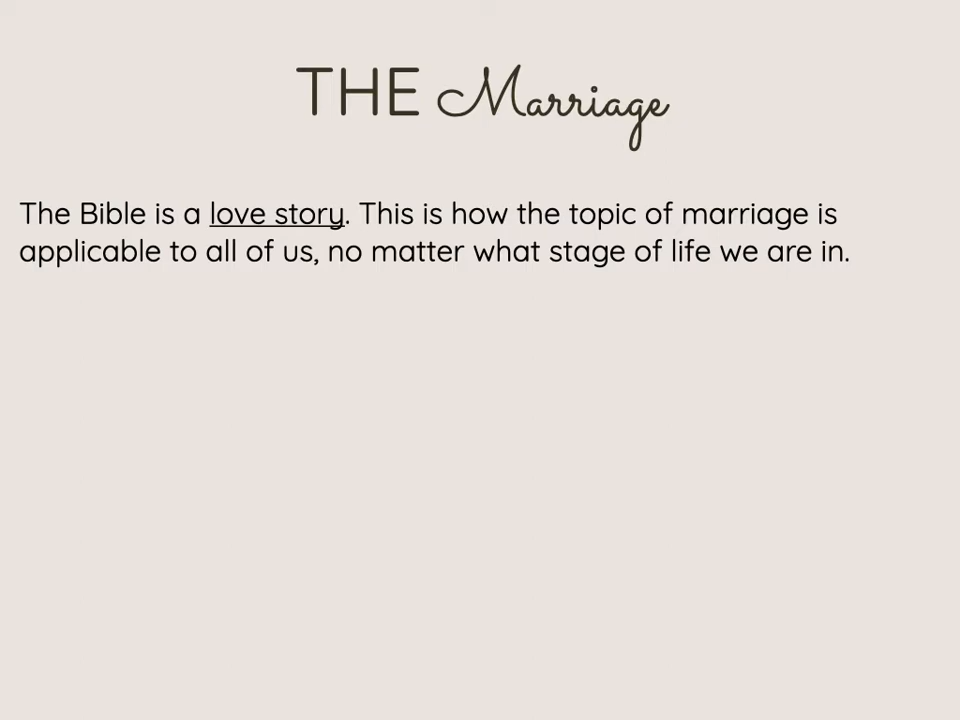 THE Marriage
The Bible is a love story. This is how the topic of marriage is
applicable to all of us, no matter what stage of life we are in.